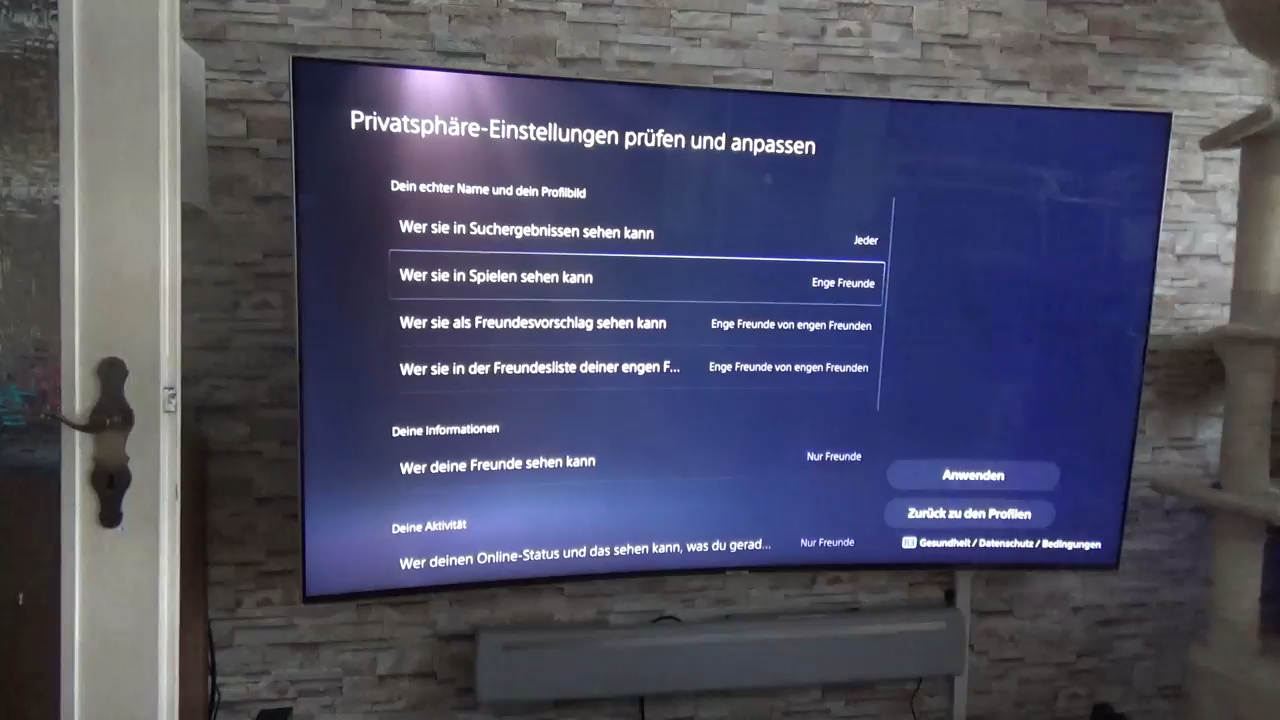 Privatsphäre-Einstellungen prüfen und anpassen
Dein echter Name und dein Profilbild
Wer sie in Suchergebnissen sehen kann Jeder
Wer sie in Spielen sehen kann Enge Freunde
Wer sie als Freundesvorschlag sehen kann Enge Freunde von engen Freunden
Wer sie in der Freundesliste deiner engen F... Enge Freunde von engen Freunden
Deine Informationen
Wer deine Freunde sehen kann Nur Freunde
Deine Aktivität
Wer deinen Online-Status und das sehen kann, was du gerad... Nur Freunde
Anwenden
Zurück zu den Profilen
R3 Gesundheit / Datenschutz / Bedingungen